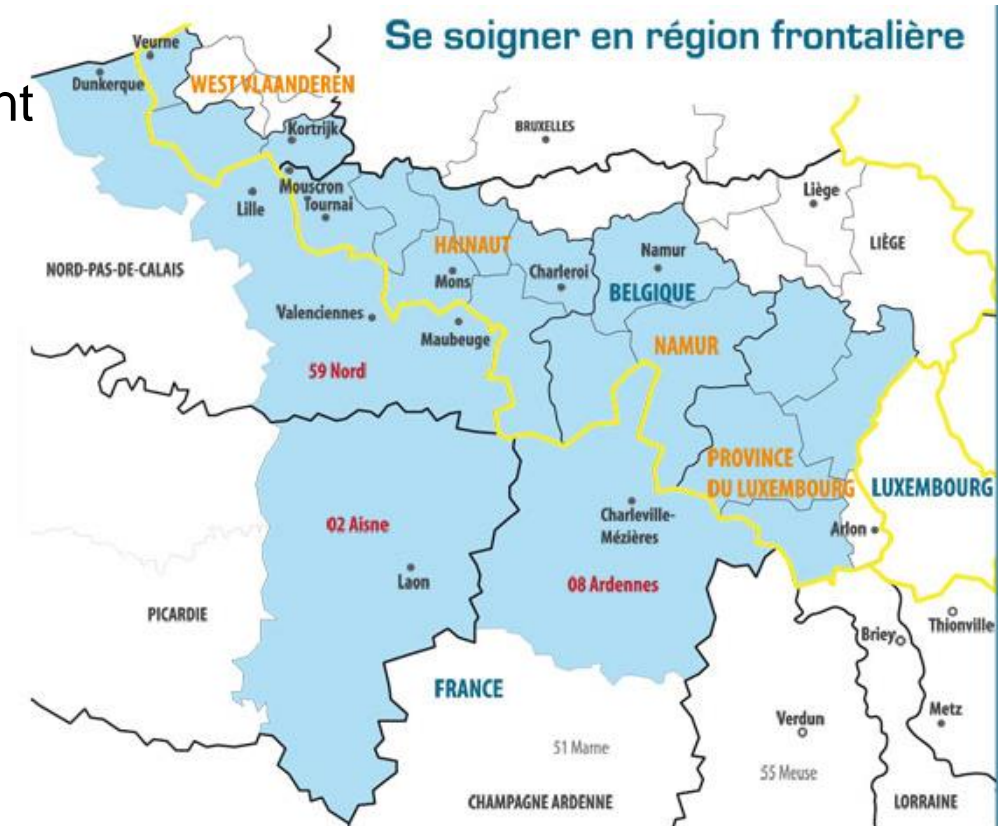 Se soigner en région frontalière
nt
Veurne
Dunkerque
WEST VLAANDEREN
Kortrijk
BRUXELLES
Mouscron
Tournai
Lille
Liège
LIÈGE
HAINAUT
Namur
NORD-PAS-DE-CALAIS
Mons
Charleroi
BELGIQUE
Valenciennes
Maubeuge
NAMUR
59 Nord
PROVINCE
DU LUXEMBOURG
LUXEMBOURG
02 Aisne
Charleville-
Mézières
Arlon
Laon
08 Ardennes
PICARDIE
Briey
Thionville
FRANCE
Verdun
Metz
51 Marne
55 Meuse
CHAMPAGNE ARDENNE
LORRAINE